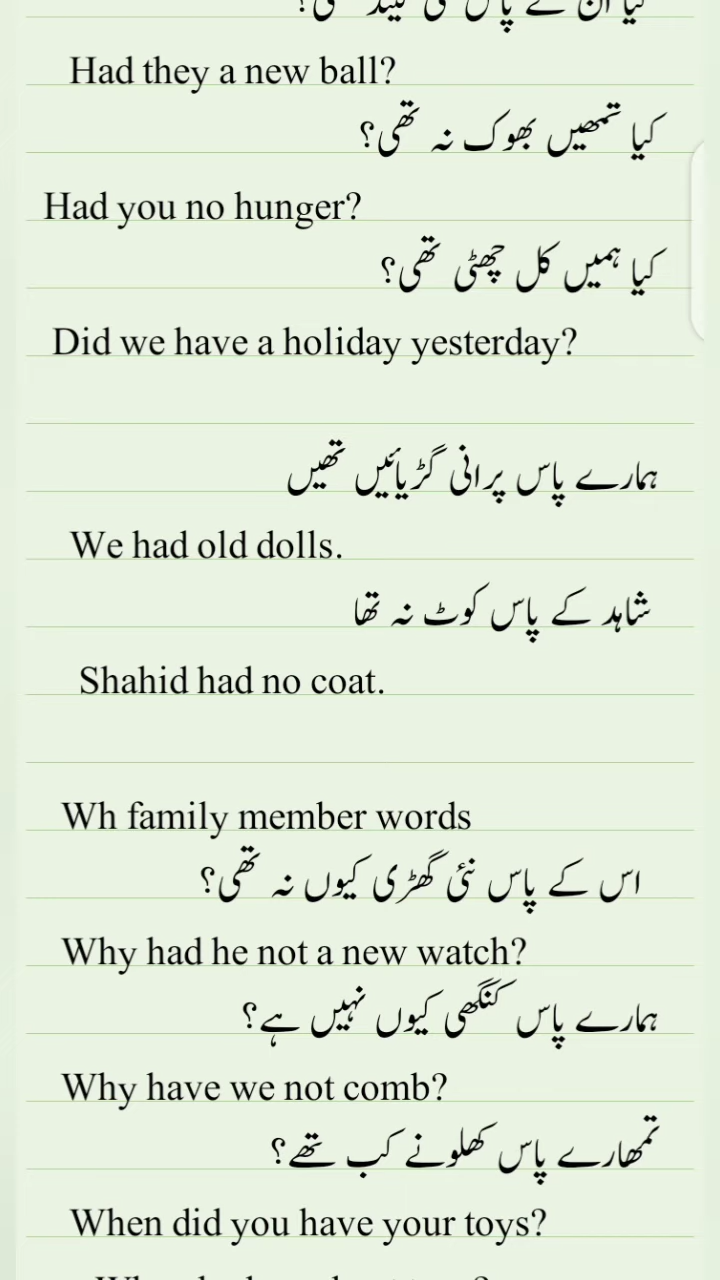 Had they a new ball?
کیا تمھیں بھوک نہ تھی؟
Had you no hunger?
کیا ہمیں کل چھٹی تھی؟
Did we have a holiday yesterday?
ہمارے پاس پرانی گڑیائیں تھیں
We had old dolls.
شاہد کے پاس کوٹ نہ تھا
Shahid had no coat.
Wh family member words
اس کے پاس نئی گھڑی کیوں نہ تھی؟
Why had he not a new watch?
ہمارے پاس کنگھی کیوں نہیں ہے؟
Why have we not comb?
تمھارے پاس کھلونے کب تھے؟
When did you have your toys?